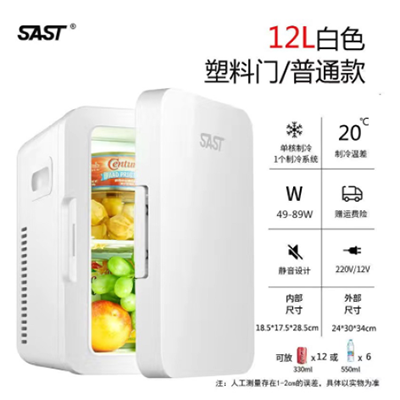 SAST®
12L白色
塑料门/普通款
SAST
Century
单核制冷
1个制冷系统
20℃
制冷温差
W
49-89W
赠运费险
静音设计
220V/12V
内部
尺寸
18.5*17.5*28.5cm
外部
尺寸
24*30*34cm
可放 x12 或 x 6
330ml 550ml
注：人工测量存在1-2cm的误差。具体以实物为准